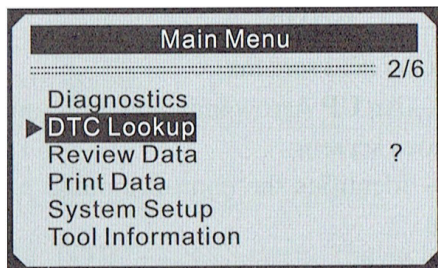 Main Menu
2/6
Diagnostics
DTC Lookup
Review Data ?
Print Data
System Setup
Tool Information